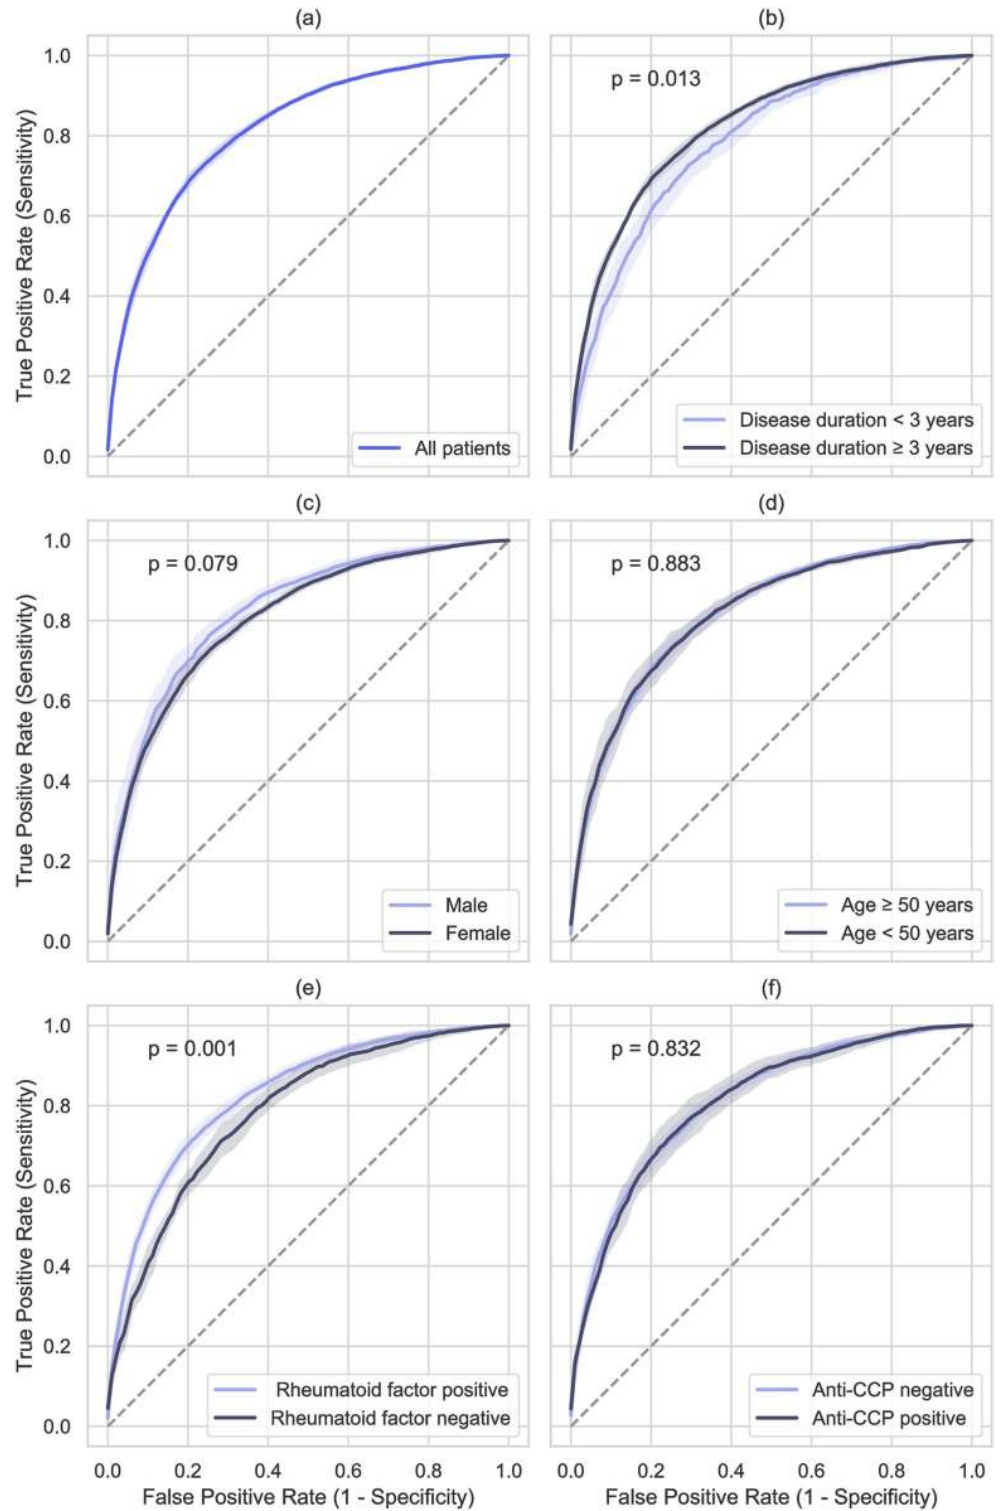 (a)
(b)
True Positive Rate (Sensitivity)
1.0
0.8
0.6
0.4
0.2
0.0
All patients
p = 0.013
Disease duration < 3 years
Disease duration ≥ 3 years
(c)
(d)
True Positive Rate (Sensitivity)
1.0
0.8
0.6
0.4
0.2
0.0
p = 0.079
Male
Female
p = 0.883
Age ≥ 50 years
Age < 50 years
(e)
(f)
True Positive Rate (Sensitivity)
1.0
0.8
0.6
0.4
0.2
0.0
p = 0.001
Rheumatoid factor positive
Rheumatoid factor negative
p = 0.832
Anti-CCP negative
Anti-CCP positive
0.0 0.2 0.4 0.6 0.8 1.0
0.0 0.2 0.4 0.6 0.8 1.0
False Positive Rate (1 - Specificity)
False Positive Rate (1 - Specificity)